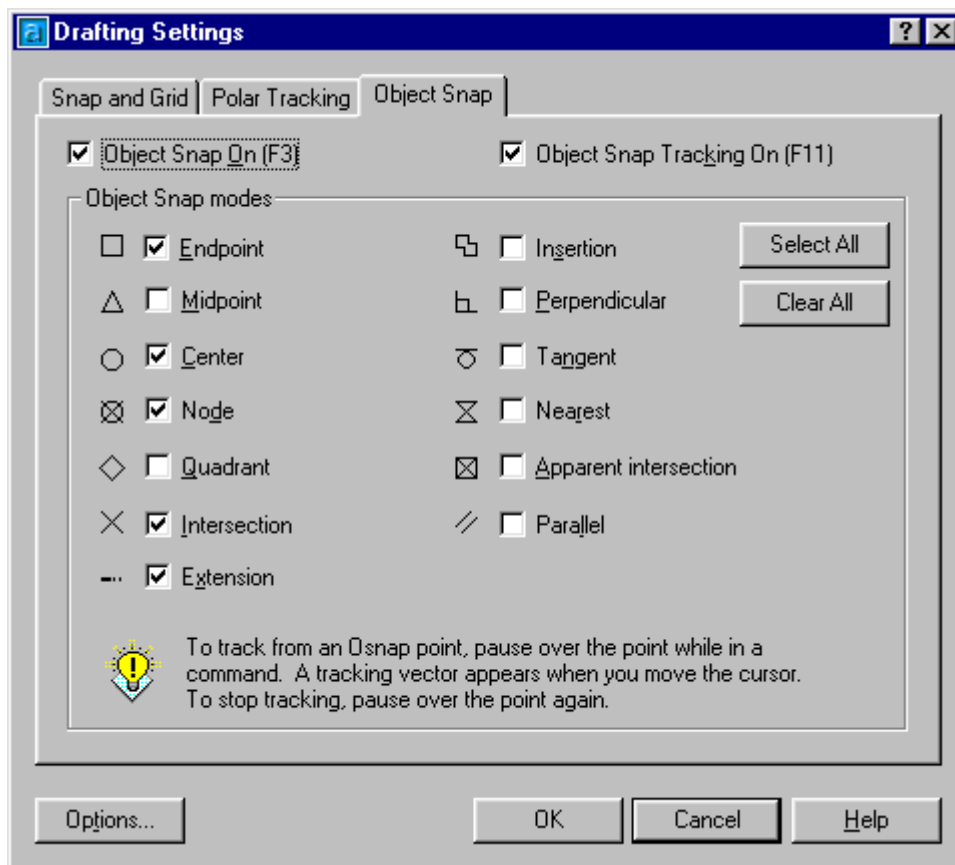 Drafting Settings
Snap and Grid
Polar Tracking
Object Snap
Object Snap On (F3)
Object Snap Tracking On (F11)
Object Snap modes
Endpoint
Midpoint
Center
Node
Quadrant
Intersection
Extension
Insertion
Perpendicular
Tangent
Nearest
Apparent intersection
Parallel
Select All
Clear All
To track from an Osnap point, pause over the point while in a
command. A tracking vector appears when you move the cursor.
To stop tracking, pause over the point again.
Options...
OK
Cancel
Help